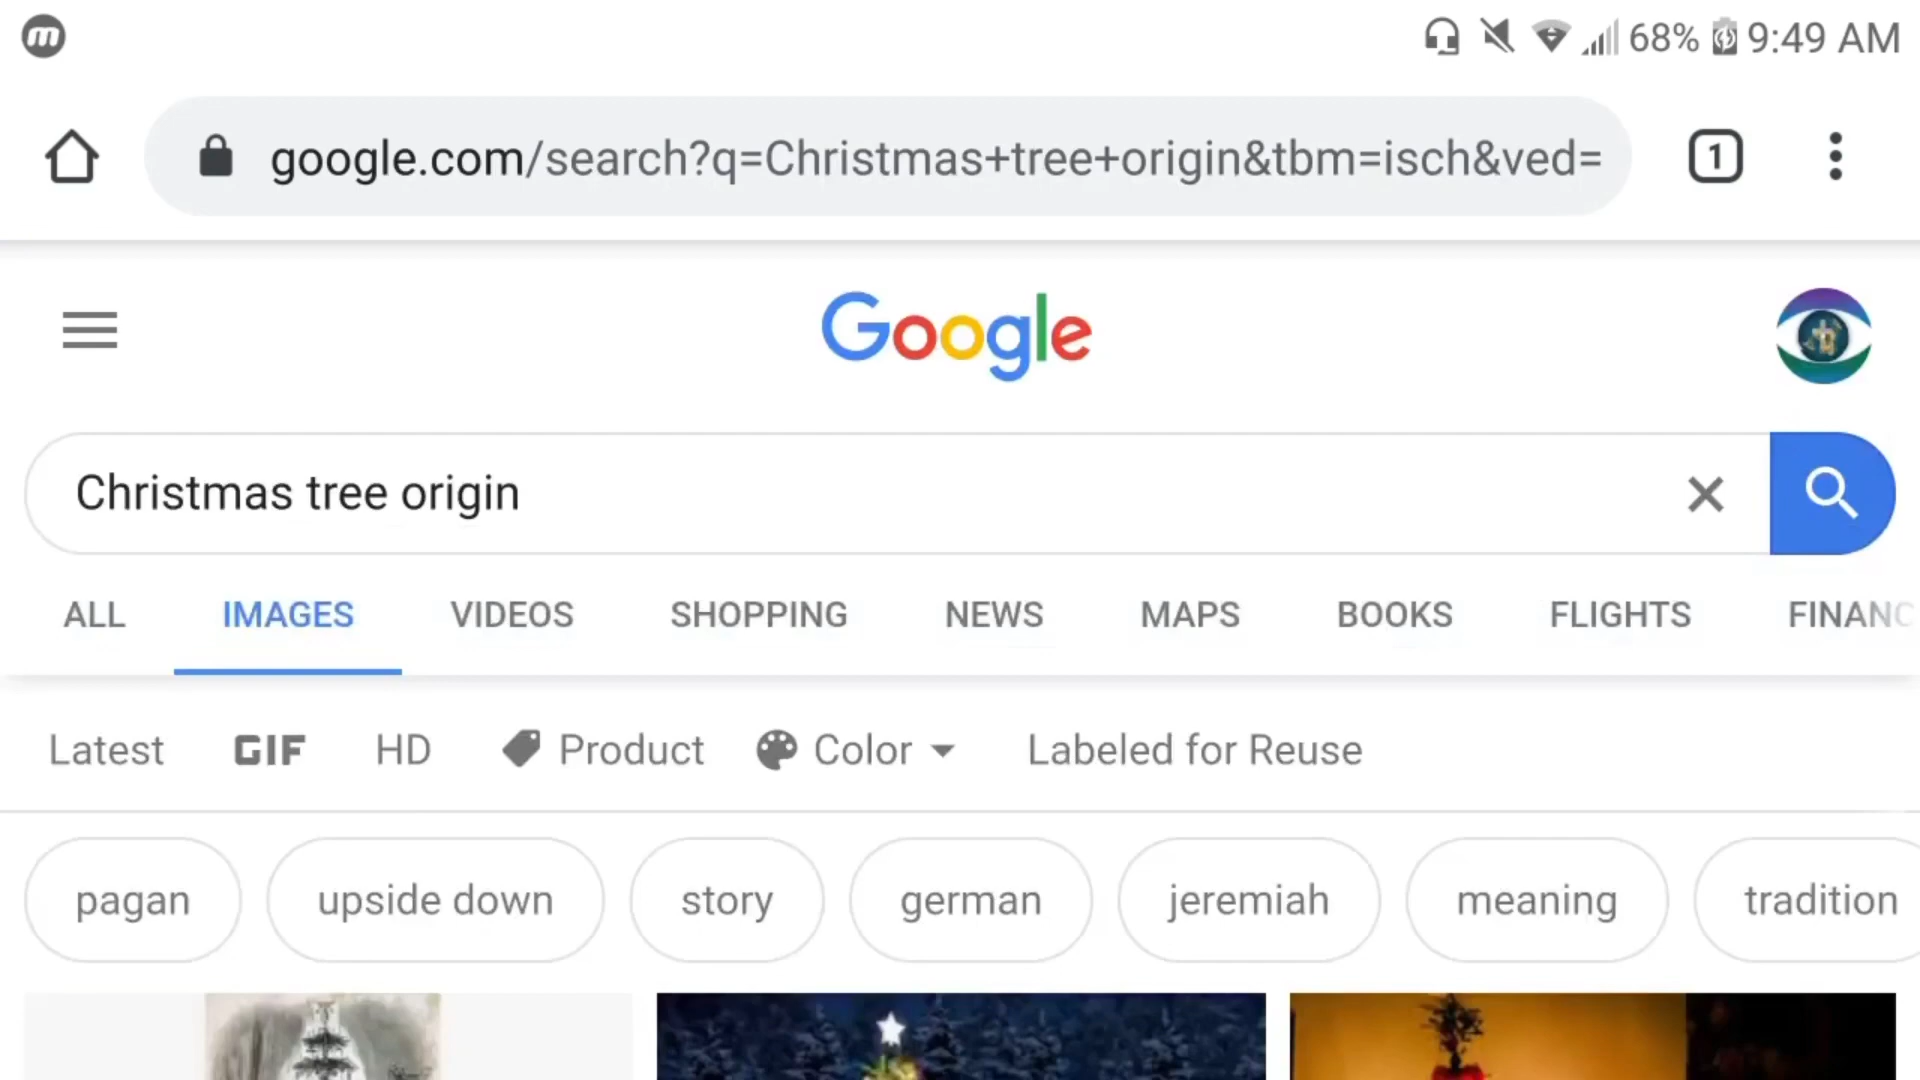 m
68% 9:49 AM
google.com/search?q=Christmas+tree+origin&tbm=isch&ved=
1
Google
Christmas tree origin
ALL IMAGES VIDEOS SHOPPING NEWS MAPS BOOKS FLIGHTS FINANC
Latest GIF HD Product Color Labeled for Reuse
pagan upside down story german jeremiah meaning tradition